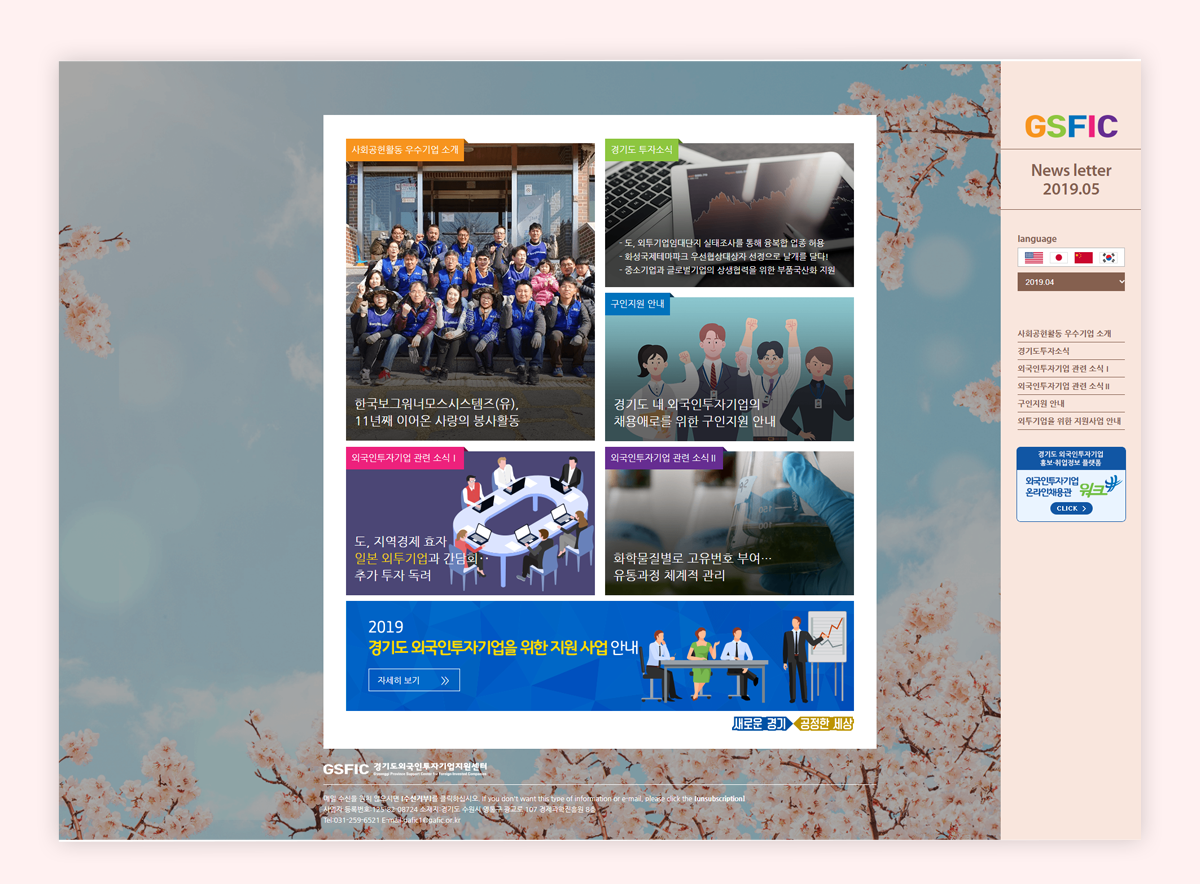 GSFIC
News letter
2019.05
language
2019.04
사회공헌활동 우수기업 소개
경기도투자소식
외국인투자기업 관련 소식 I
외국인투자기업 관련 소식 II
구인지원 안내
외투기업을 위한 지원사업 안내
경기도 외국인투자기업
홍보·취업정보 플랫폼
외국인투자기업
온라인채용관
워크
CLICK >
사회공헌활동 우수기업 소개
한국보그워너모스시스템즈(유),
11년째 이어온 사랑의 봉사활동
경기도 투자소식
- 도, 외투기업임대단지 실태조사를 통해 융복합 업종 허용
- 화성국제테마파크 우선협상대상자 선정으로 날개를 달다!
- 중소기업과 글로벌기업의 상생협력을 위한 부품국산화 지원
구인지원 안내
경기도 내 외국인투자기업의
채용애로를 위한 구인지원 안내
외국인투자기업 관련 소식 I
도, 지역경제 효자
일본 외투기업과 간담회‥
추가 투자 독려
외국인투자기업 관련 소식 II
화학물질별로 고유번호 부여…
유통과정 체계적 관리
2019
경기도 외국인투자기업을 위한 지원 사업 안내
자세히 보기
새로운 경기 공정한 세상
GSFIC 경기도외국인투자기업지원센터
메일 수신을 원치 않으시면 [수신거부]를 클릭하십시오. If you don't want this type of information or e-mail, please click the [unsubscription]
사업자 등록번호 125-82-08724 소재지 경기도 수원시 영통구 광교로 107 경제과학진흥원 8층
Tel 031-259-6521 E-mail